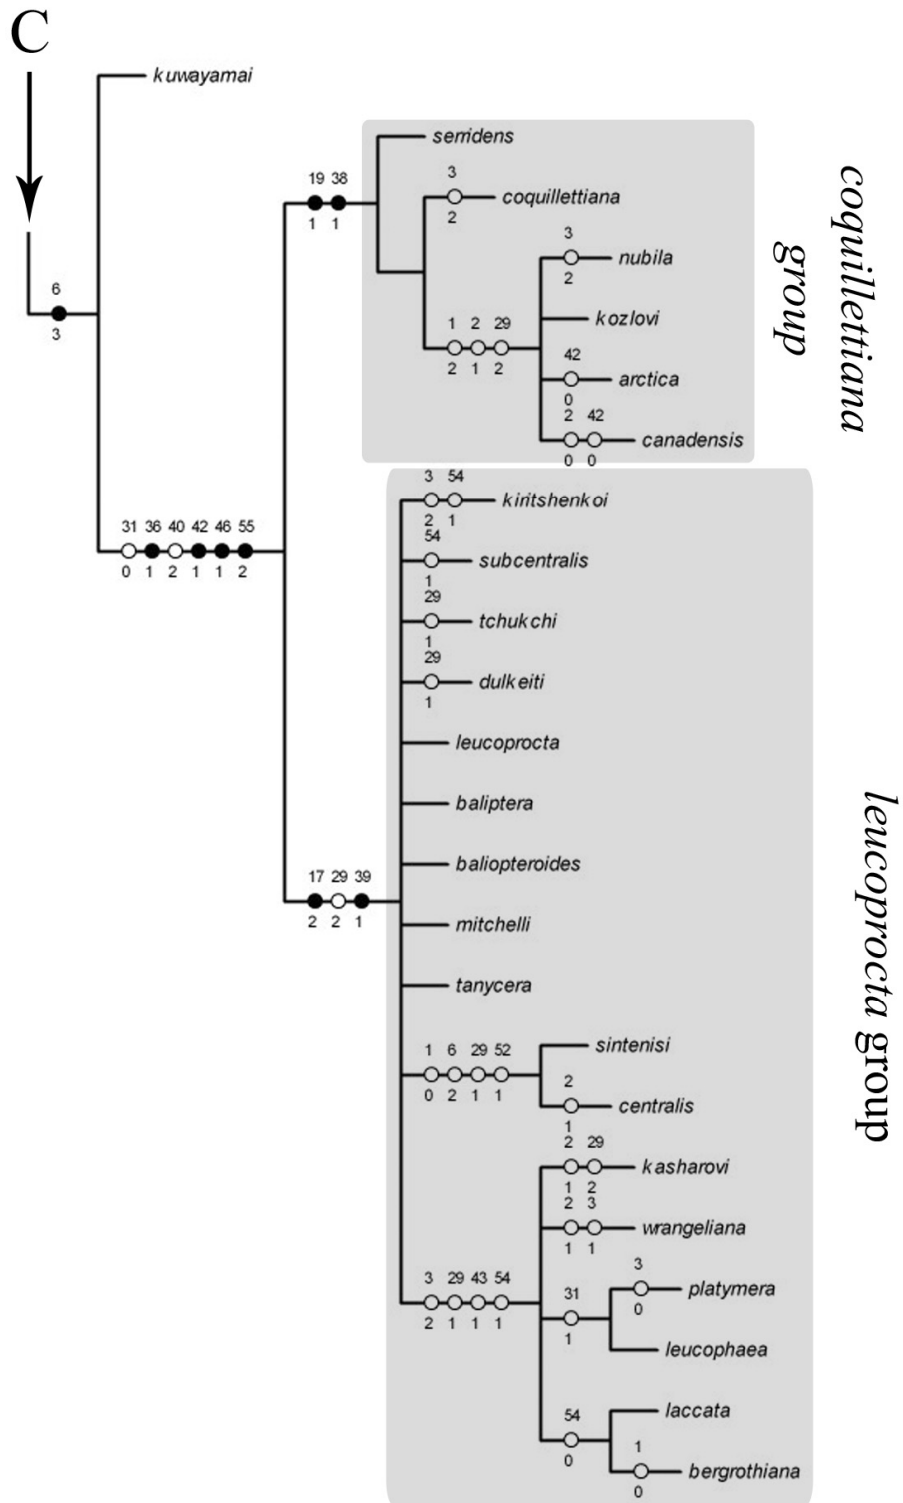 C
kuwayamai
serridens
19 38
1 1
3
coquillettiana
2
3
nubila
2
kozlovi
1 2 29
2 1 2
42
arctica
0
2 42
canadensis
0 0
coquillettiana
group
6
3
3 54
kiritshenkoi
2 1
31 36 40 42 46 55
0 1 2 1 1 2
54
subcentralis
1
29
tchukchi
1
29
dulkeiti
1
leucoprocta
baliptera
baliopteroides
17 29 39
2 2 1
mitchelli
tanycera
leucoprocta group
sintenisi
1 6 29 52
0 2 1 1
2
centralis
1
2 29
kasharovi
1 2
2 3
wrangeliana
1 1
3 29 43 54
2 1 1 1
3
platymera
0
31
1
leucophaea
laccata
54
0
1
bergrothiana
0